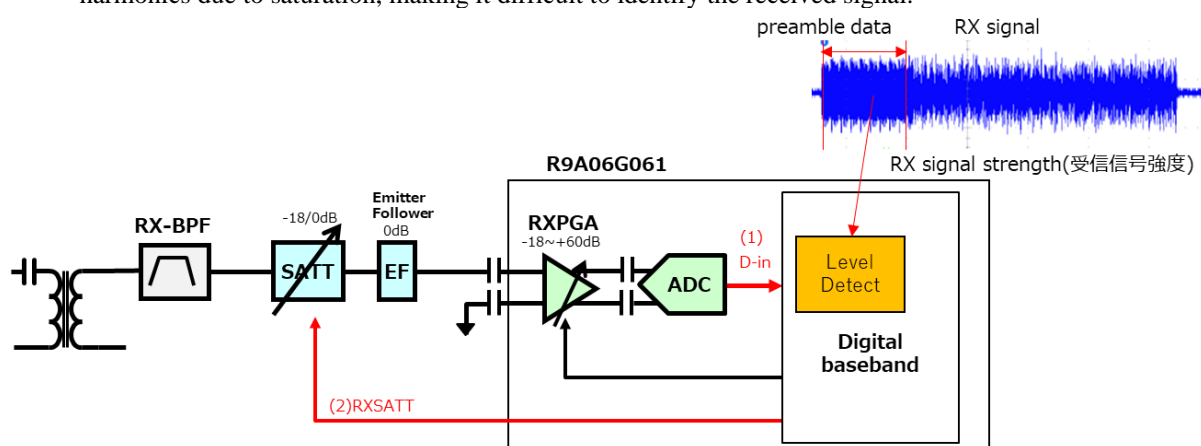 harmonics due to saturation, making it difficult to identify the received signal.
preamble data
RX signal
RX signal strength(受信信号強度)
R9A06G061
RX-BPF
-18/0dB
SATT
Emitter
Follower
0dB
EF
RXPGA
-18~+60dB
ADC
(1)
D-in
Level
Detect
Digital
baseband
(2)RXSATT